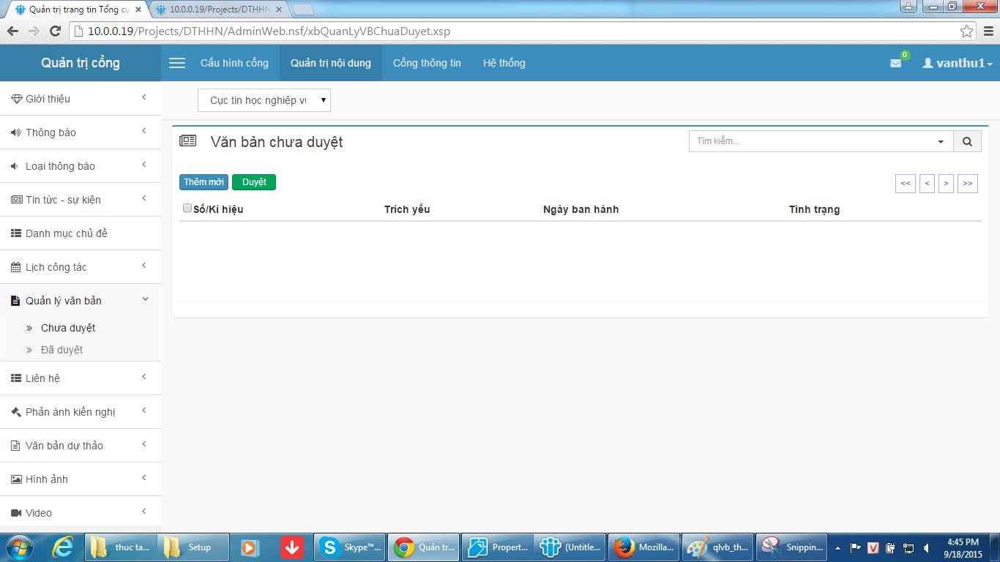 Quản trị trang tin Tổng cụ
10.0.0.19/Projects/DTHHN
10.0.0.19/Projects/DTHHN/AdminWeb.nsf/xbQuanLyVBChuaDuyet.xsp
Quản trị cổng
Cấu hình cổng
Quản trị nội dung
Cổng thông tin
Hệ thống
0
vanthu1
Giới thiệu
Thông báo
Loại thông báo
Tin tức - sự kiện
Danh mục chủ đề
Lịch công tác
Quản lý văn bản
Chưa duyệt
Đã duyệt
Liên hệ
Phản ánh kiến nghị
Văn bản dự thảo
Hình ảnh
Video
Cục tin học nghiệp vụ
Văn bản chưa duyệt
Tìm kiếm...
Thêm mới
Duyệt
<<
<
>
>>
Số/Kí hiệu
Trích yếu
Ngày ban hành
Tình trạng
thuc ta...
Setup
Skype™...
Quản tr...
Propert...
(Untitle...
Mozilla...
qlvb_th...
Snippin...
4:45 PM
9/18/2015